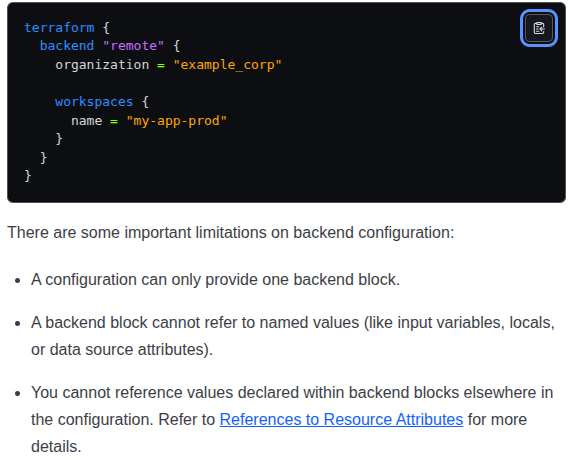 terraform {
  backend "remote" {
    organization = "example_corp"

    workspaces {
      name = "my-app-prod"
    }
  }
}
There are some important limitations on backend configuration:
• A configuration can only provide one backend block.
• A backend block cannot refer to named values (like input variables, locals,
or data source attributes).
• You cannot reference values declared within backend blocks elsewhere in
the configuration. Refer to References to Resource Attributes for more
details.